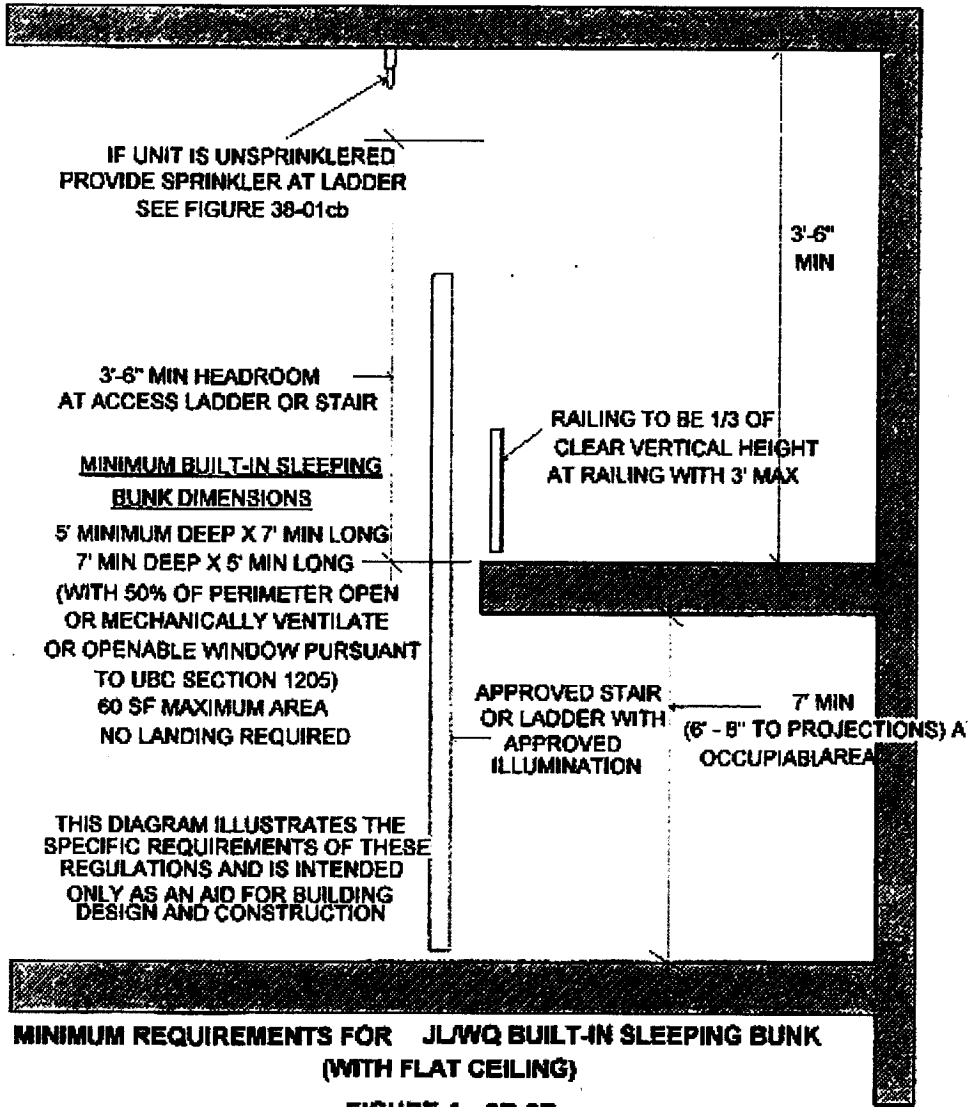 IF UNIT IS UNSPRINKLERED
PROVIDE SPRINKLER AT LADDER
SEE FIGURE 38-01cb
3'-6"
MIN
3'-6" MIN HEADROOM
AT ACCESS LADDER OR STAIR
RAILING TO BE 1/3 OF
CLEAR VERTICAL HEIGHT
AT RAILING WITH 3' MAX
MINIMUM BUILT-IN SLEEPING
BUNK DIMENSIONS
5' MINIMUM DEEP X 7' MIN LONG
7' MIN DEEP X 5' MIN LONG
(WITH 50% OF PERIMETER OPEN
OR MECHANICALLY VENTILATE
OR OPENABLE WINDOW PURSUANT
TO UBC SECTION 1205)
60 SF MAXIMUM AREA
NO LANDING REQUIRED
APPROVED STAIR
OR LADDER WITH
APPROVED
ILLUMINATION
7' MIN
(6' - 8" TO PROJECTIONS) A
OCCUPIABLAREA
THIS DIAGRAM ILLUSTRATES THE
SPECIFIC REQUIREMENTS OF THESE
REGULATIONS AND IS INTENDED
ONLY AS AN AID FOR BUILDING
DESIGN AND CONSTRUCTION
MINIMUM REQUIREMENTS FOR JL/WQ BUILT-IN SLEEPING BUNK
(WITH FLAT CEILING)